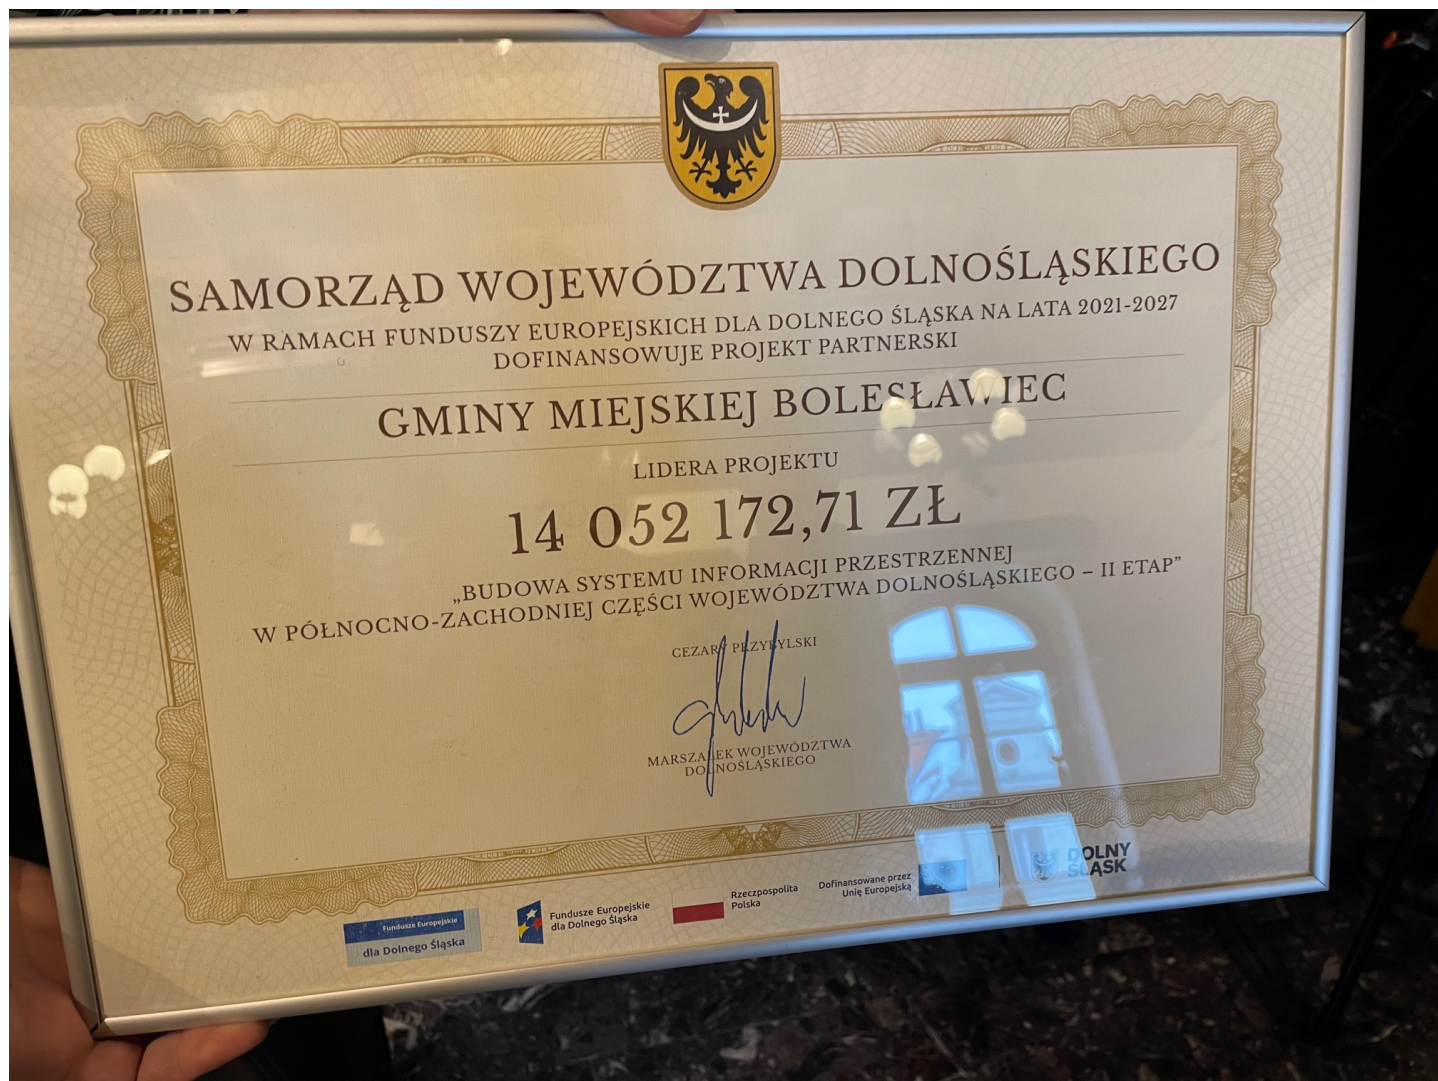 SAMORZĄD WOJEWÓDZTWA DOLNOŚLĄSKIEGO
W RAMACH FUNDUSZY EUROPEJSKICH DLA DOLNEGO ŚLĄSKA NA LATA 2021-2027
DOFINANSOWUJE PROJEKT PARTNERSKI
GMINY MIEJSKIEJ BOLESŁAWIEC
LIDERA PROJEKTU
14 052 172,71 ZŁ
„BUDOWA SYSTEMU INFORMACJI PRZESTRZENNEJ
W PÓŁNOCNO-ZACHODNIEJ CZĘŚCI WOJEWÓDZTWA DOLNOŚLĄSKIEGO – II ETAP”
CEZARY PRZYBYLSKI
MARSZAŁEK WOJEWÓDZTWA
DOLNOŚLĄSKIEGO
Fundusze Europejskie
dla Dolnego Śląska
Fundusze Europejskie
dla Dolnego Śląska
Rzeczpospolita
Polska
Dofinansowane przez
Unię Europejską
DOLNY
ŚLĄSK